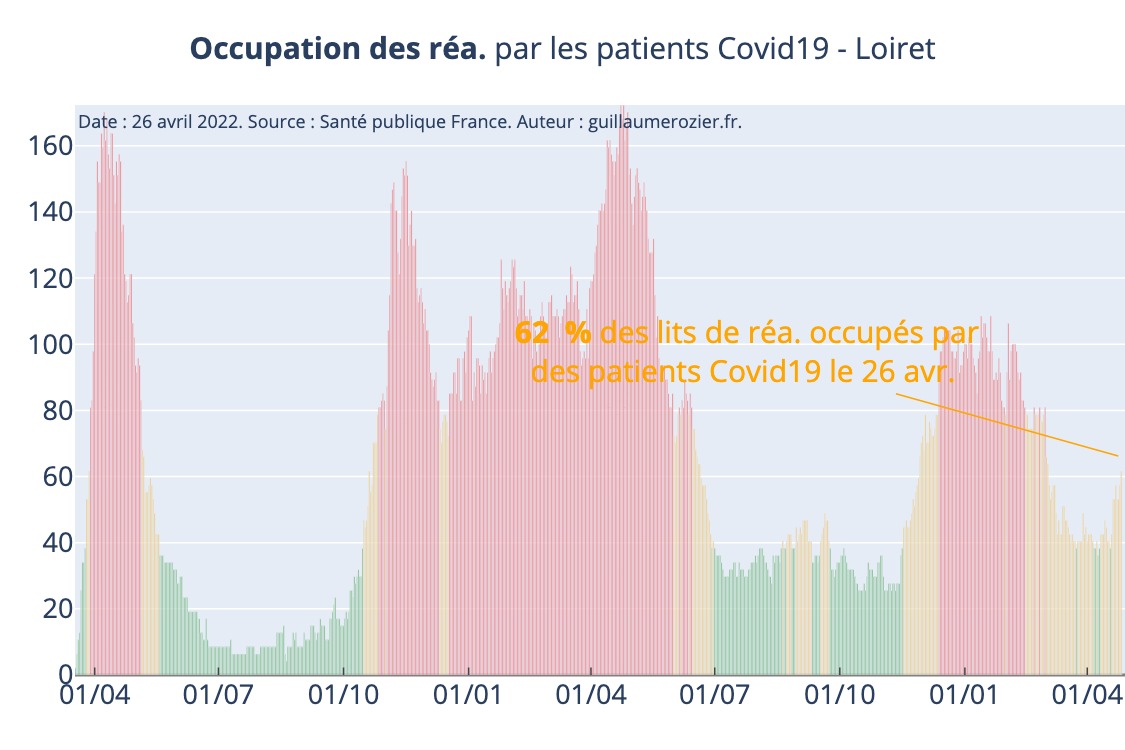 Occupation des réa. par les patients Covid19 - Loiret
Date : 26 avril 2022. Source : Santé publique France. Auteur : guillaumerozier.fr.
160
140
120
100
80
60
40
20
0
62 % des lits de réa. occupés par
des patients Covid19 le 26 avr.
01/04 01/07 01/10 01/01 01/04 01/07 01/10 01/01 01/04